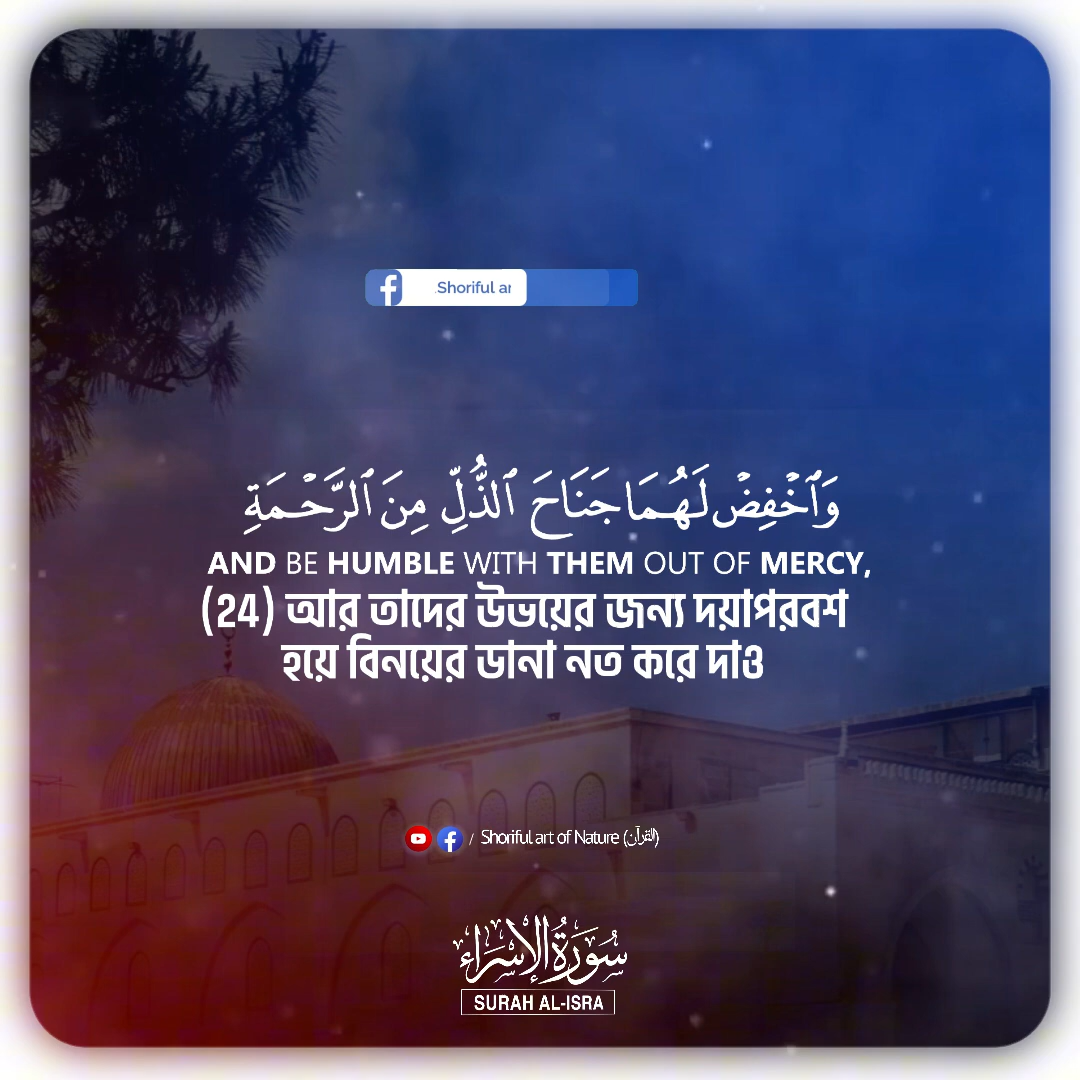 Shoriful ar
وَٱخْفِضْ لَهُمَا جَنَاحَ ٱلذُّلِّ مِنَ ٱلرَّحْمَةِ
AND BE HUMBLE WITH THEM OUT OF MERCY,
(24) আর তাদের উভয়ের জন্য দয়াপরবশ
হয়ে বিনয়ের ডানা নত করে দাও
/ Shoriful art of Nature (القرآن)
سُورَةُ الإِسْرَاء
SURAH AL-ISRA